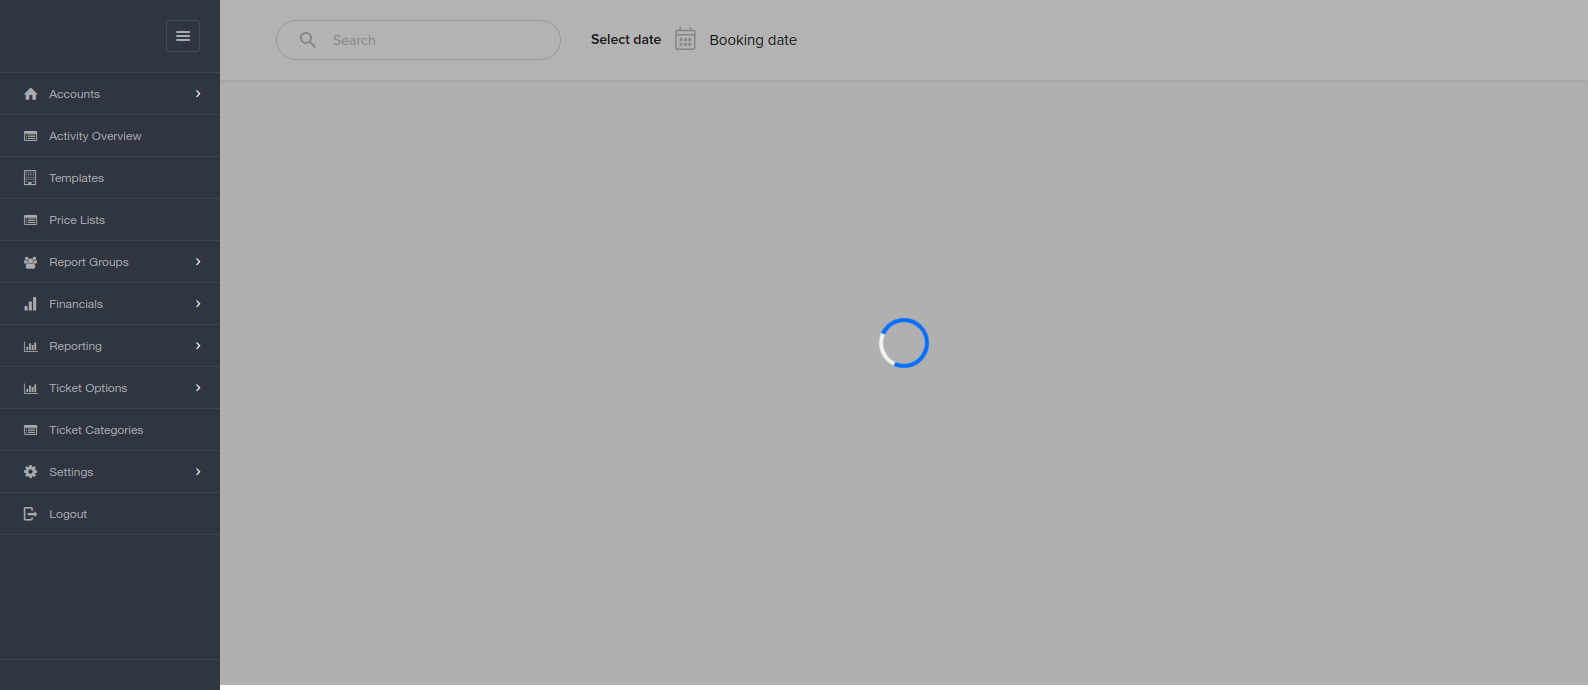 Search
Select date
Booking date
Accounts
Activity Overview
Templates
Price Lists
Report Groups
Financials
Reporting
Ticket Options
Ticket Categories
Settings
Logout